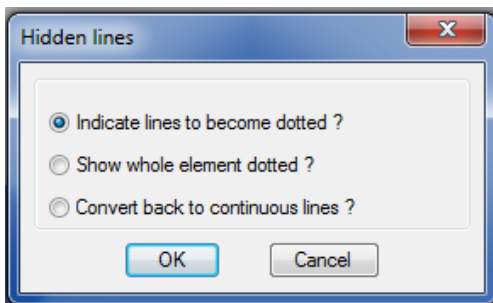 Hidden lines
Indicate lines to become dotted ?
Show whole element dotted ?
Convert back to continuous lines ?
OK
Cancel